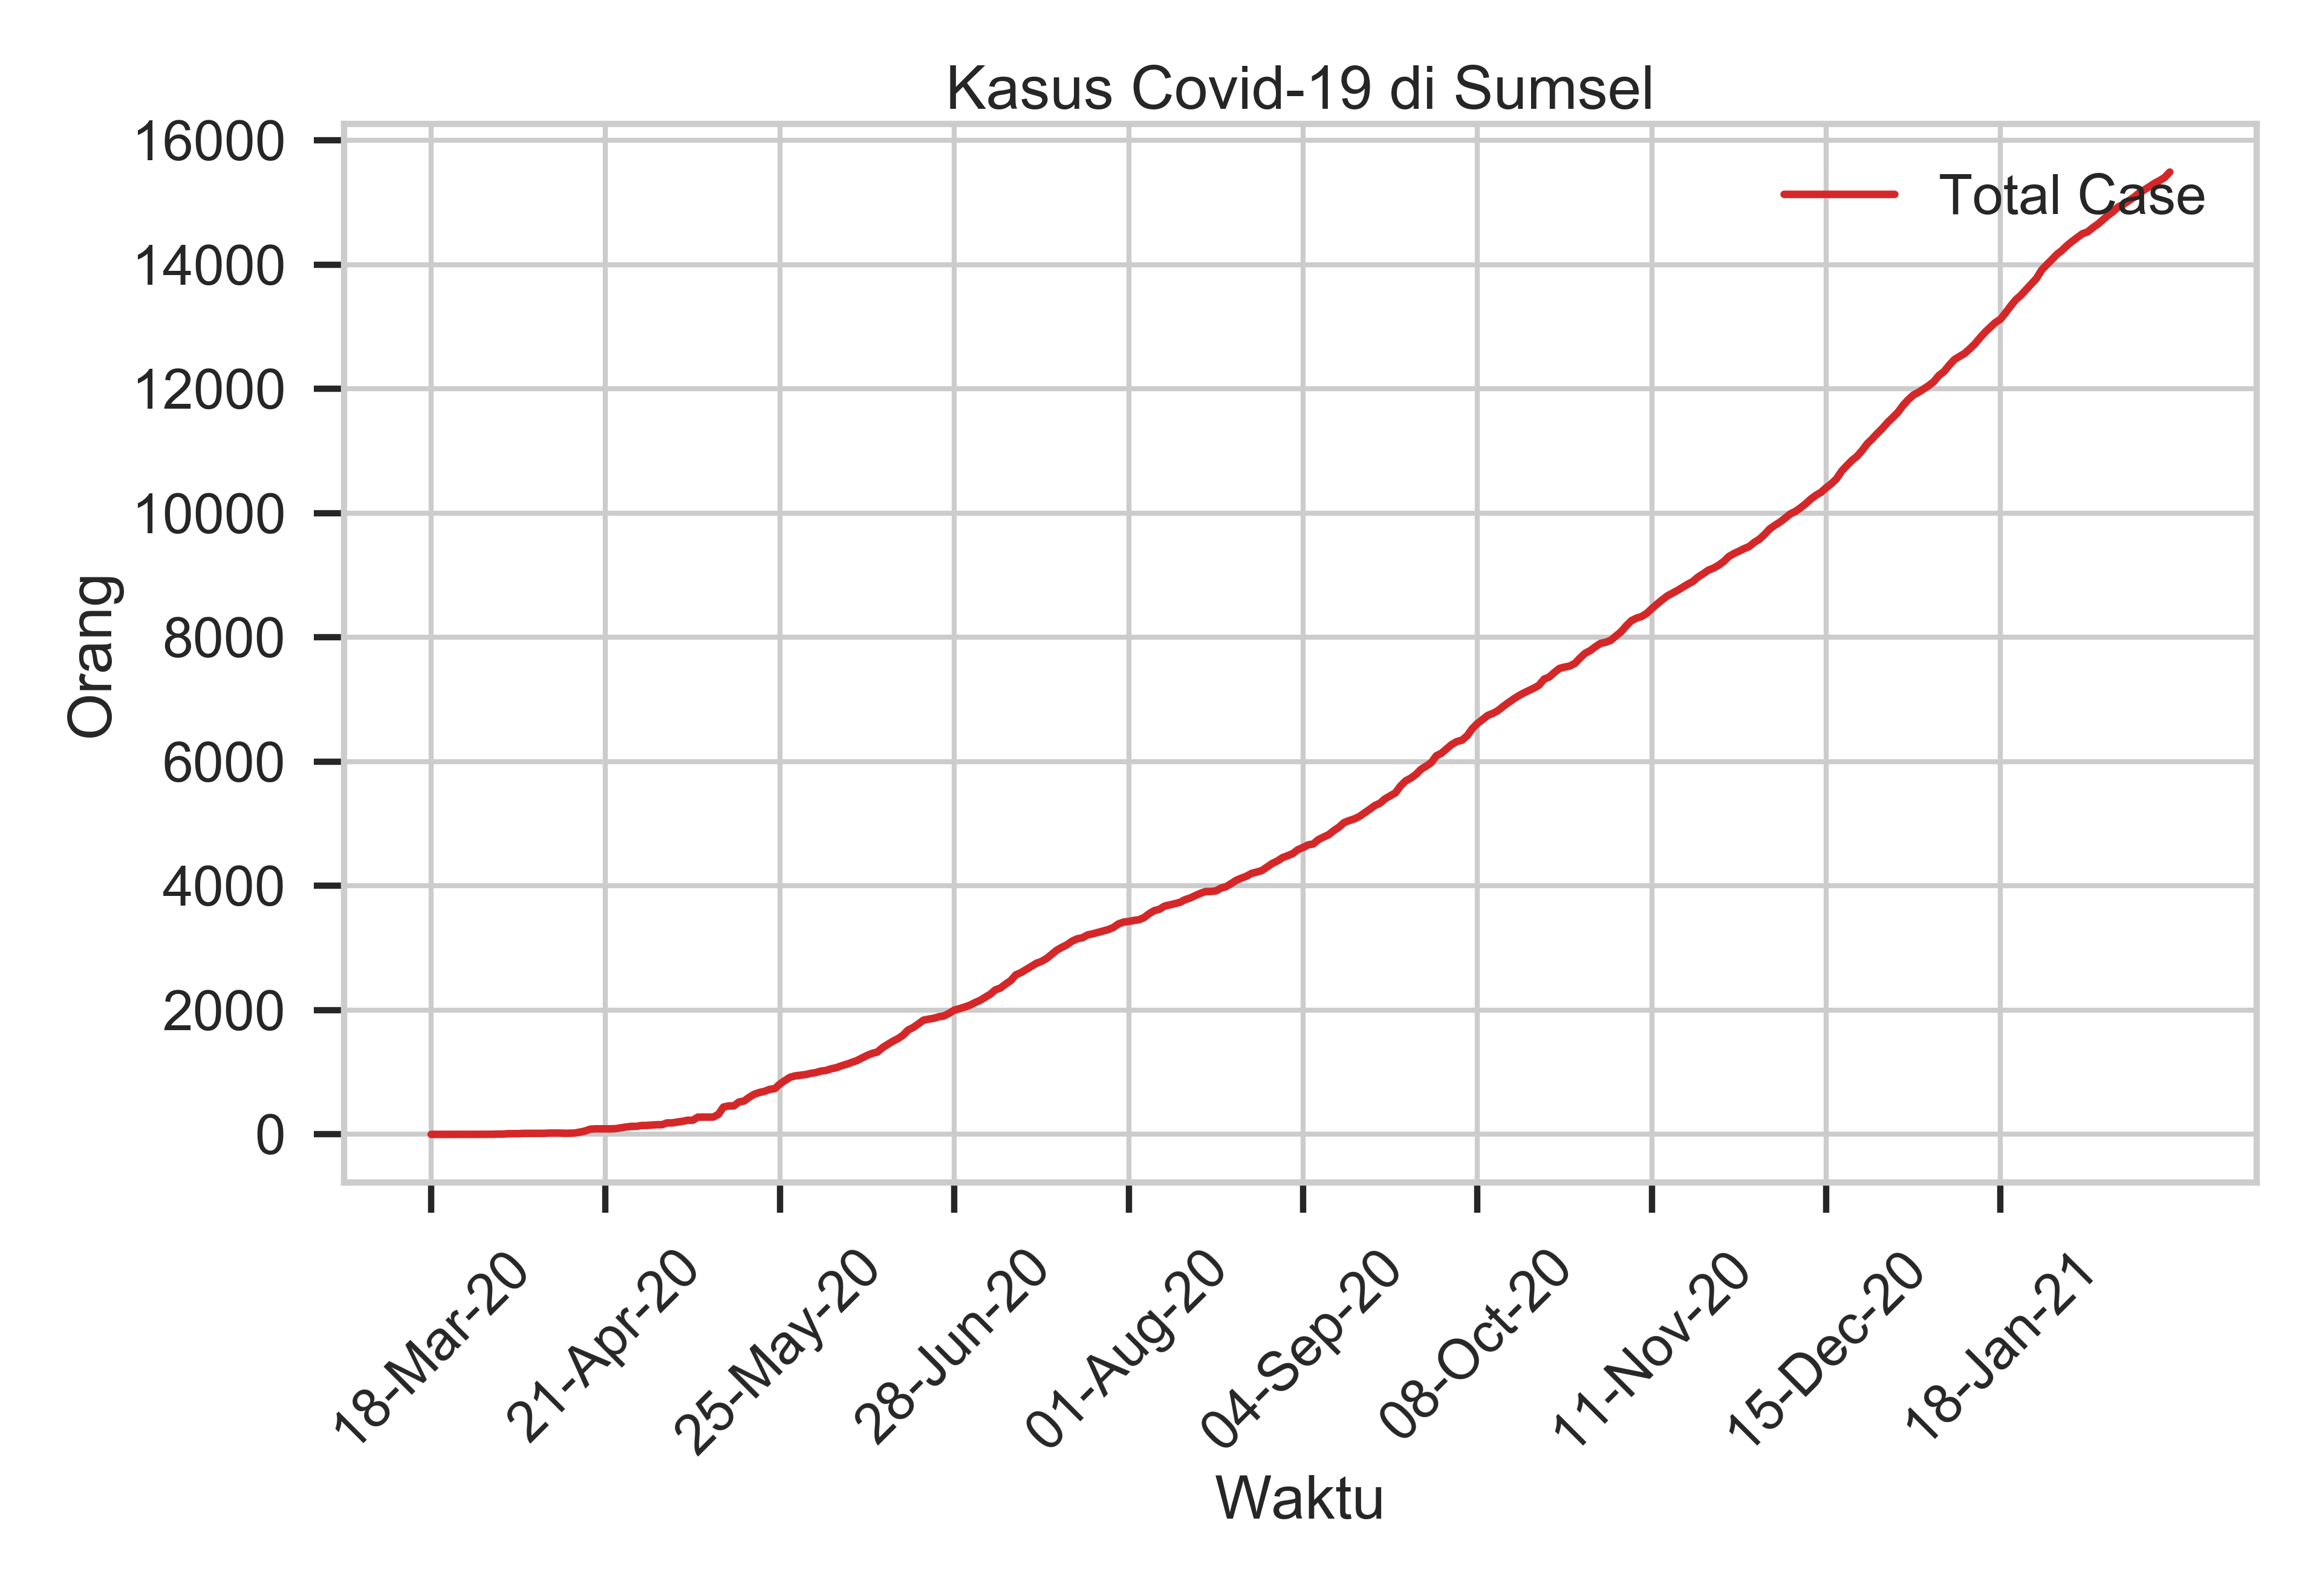 Kasus Covid-19 di Sumsel
Total Case
Orang
16000
14000
12000
10000
8000
6000
4000
2000
0
18-Mar-20
21-Apr-20
25-May-20
28-Jun-20
01-Aug-20
04-Sep-20
08-Oct-20
11-Nov-20
15-Dec-20
18-Jan-21
Waktu